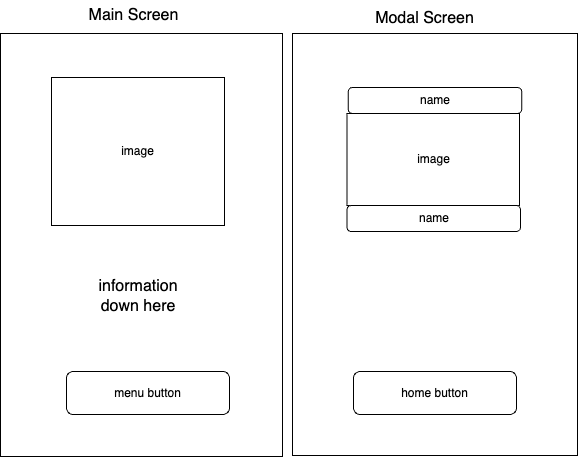 Main Screen
Modal Screen
image
information
down here
menu button
name
image
name
home button